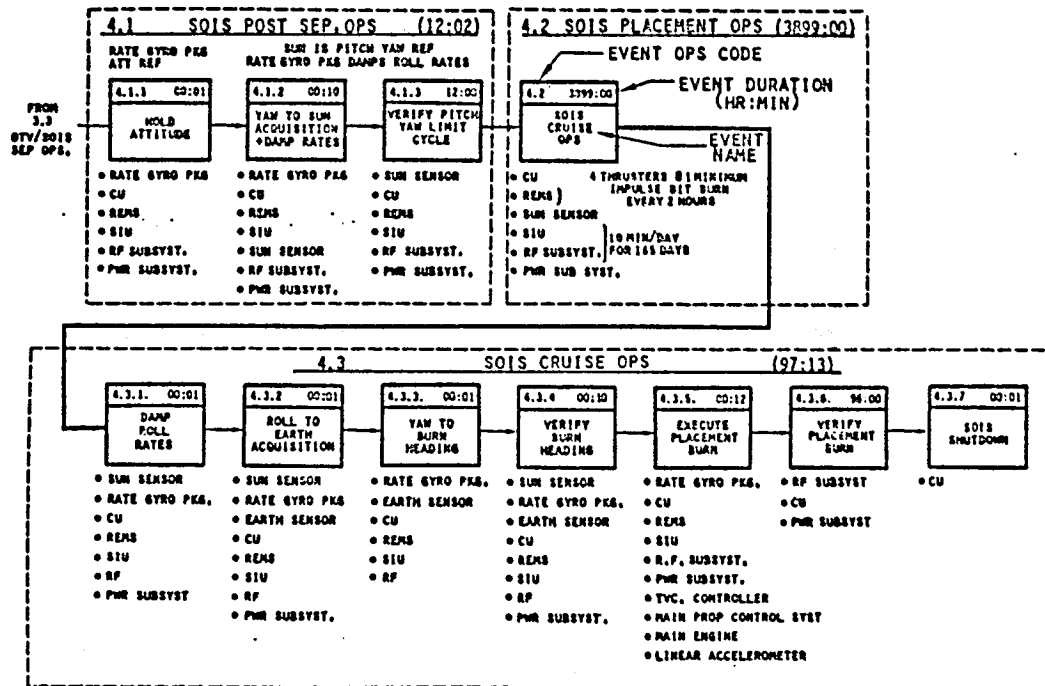 4.1 SOIS POST SEP. OPS (12:02)
RATE GYRO PKG
ATT REF
SUN IS PITCH YAW REF
RATE GYRO PKG DAMPS ROLL RATES
FROM
3.3
OTV/SOIS
SEP OPS.
4.1.1 00:01
HOLD
ATTITUDE
• RATE GYRO PKG
• CU
• REMS
• SIU
• RF SUBSYST.
• PWR SUBSYST.
4.1.2 00:10
YAW TO SUN
ACQUISITION
+DAMP RATES
• RATE GYRO PKG
• CU
• REMS
• SIU
• SUN SENSOR
• RF SUBSYST.
• PWR SUBSYST.
4.1.3 12:00
VERIFY PITCH
YAW LIMIT
CYCLE
• SUN SENSOR
• CU
• REMS
• SIU
• RF SUBSYST.
• PWR SUBSYST.
4.2 SOIS PLACEMENT OPS (3899:00)
EVENT OPS CODE
EVENT DURATION
(HR:MIN)
EVENT
NAME
4.2 3399:00
SOIS
CRUISE
OPS
• CU
• REMS }
4 THRUSTERS @ 1 MINIMUM
IMPULSE BIT BURN
EVERY 2 HOURS
• SUN SENSOR
• SIU
• RF SUBSYST.
10 MIN/DAY
FOR 165 DAYS
• PWR SUB SYST.
4.3 SOIS CRUISE OPS (97:13)
4.3.1. 00:01
DAMP
ROLL
RATES
• SUN SENSOR
• RATE GYRO PKG.
• CU
• REMS
• SIU
• RF
• PWR SUBSYST
4.3.2 00:01
ROLL TO
EARTH
ACQUISITION
• SUN SENSOR
• RATE GYRO PKG
• EARTH SENSOR
• CU
• REMS
• SIU
• RF
• PWR SUBSYST.
4.3.3. 00:01
YAW TO
BURN
HEADING
• RATE GYRO PKG.
• EARTH SENSOR
• CU
• REMS
• SIU
• RF
4.3.4 00:10
VERIFY
BURN
HEADING
• SUN SENSOR
• RATE GYRO PKG.
• EARTH SENSOR
• CU
• REMS
• SIU
• RF
• PWR SUBSYST.
4.3.5. 00:12
EXECUTE
PLACEMENT
BURN
• RATE GYRO PKG.
• CU
• REMS
• SIU
• R.F. SUBSYST.
• PWR SUBSYST.
• TVC. CONTROLLER
• MAIN PROP CONTROL SYST
• MAIN ENGINE
• LINEAR ACCELEROMETER
4.3.6. 96:00
VERIFY
PLACEMENT
BURN
• RF SUBSYST
• CU
• PWR SUBSYST
4.3.7 00:01
SOIS
SHUTDOWN
• CU